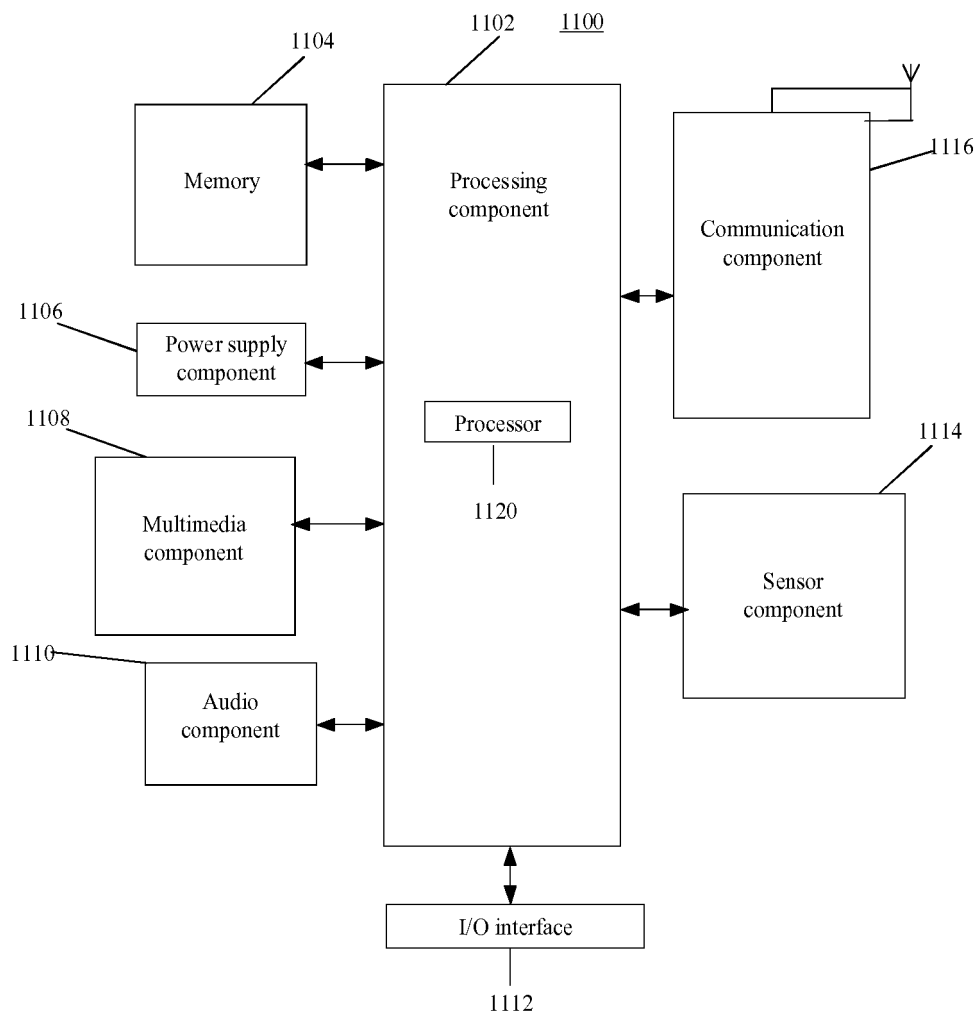 1102
1100
1104
1116
Memory
Processing
component
Communication
component
1106
Power supply
component
1108
Processor
1114
1120
Multimedia
component
Sensor
component
1110
Audio
component
I/O interface
1112